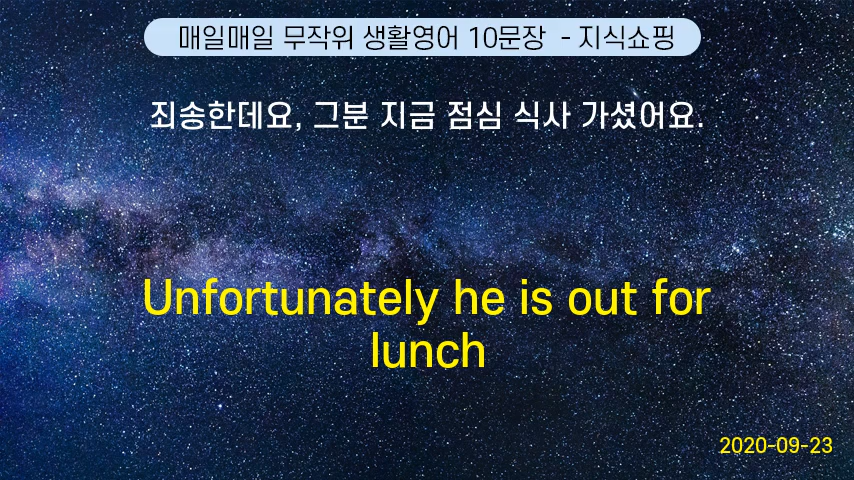 매일매일 무작위 생활영어 10문장 - 지식쇼핑
죄송한데요, 그분 지금 점심 식사 가셨어요.
Unfortunately he is out for
lunch
2020-09-23